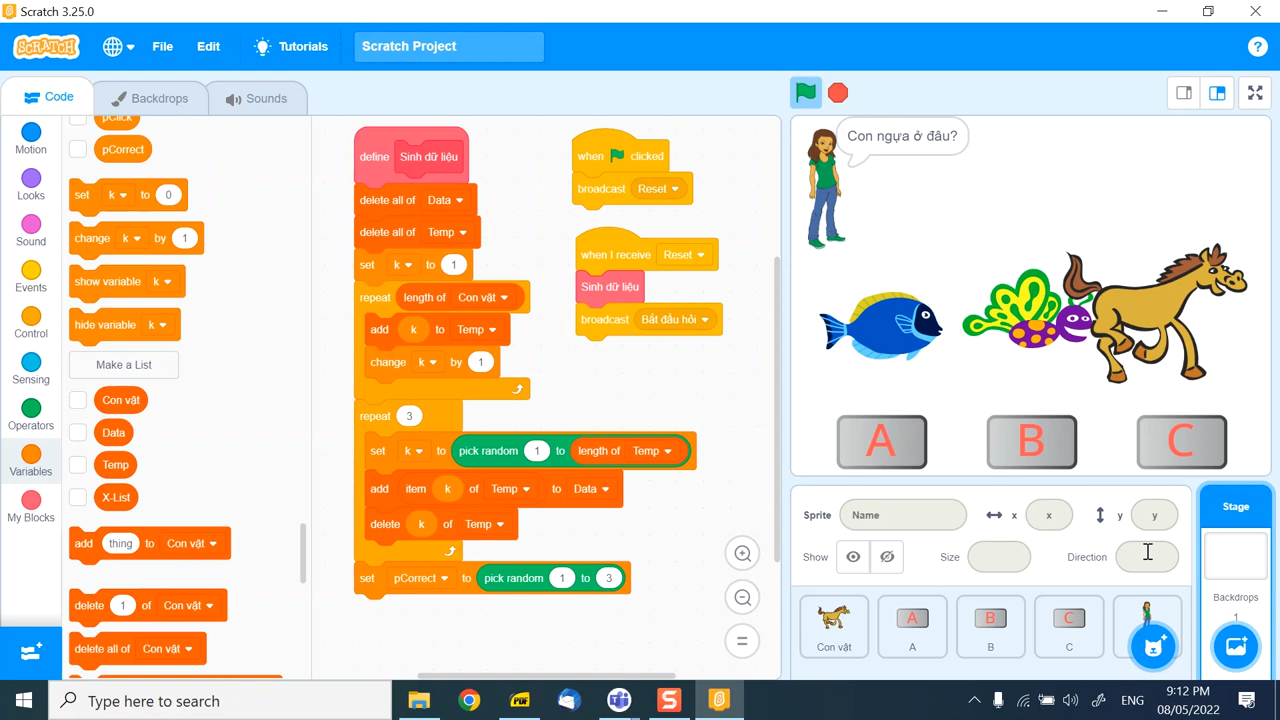 Scratch 3.25.0
SCRATCH
File
Edit
Tutorials
Scratch Project
?
Code
Backdrops
Sounds
Motion
Looks
Sound
Events
Control
Sensing
Operators
Variables
My Blocks
pClick
pCorrect
set k to 0
change k by 1
show variable k
hide variable k
Make a List
Con vật
Data
Temp
X-List
add thing to Con vật
delete 1 of Con vật
delete all of Con vật
define Sinh dữ liệu
delete all of Data
delete all of Temp
set k to 1
repeat length of Con vật
add k to Temp
change k by 1
repeat 3
set k to pick random 1 to length of Temp
add item k of Temp to Data
delete k of Temp
set pCorrect to pick random 1 to 3
when clicked
broadcast Reset
when I receive Reset
Sinh dữ liệu
broadcast Bắt đầu hỏi
Con ngựa ở đâu?
A B C
Sprite Name x x y y
Show Size Direction
Con vật
A
A
B
B
C
C
Stage
Backdrops
1
Type here to search
PDF
S
ENG
9:12 PM
08/05/2022